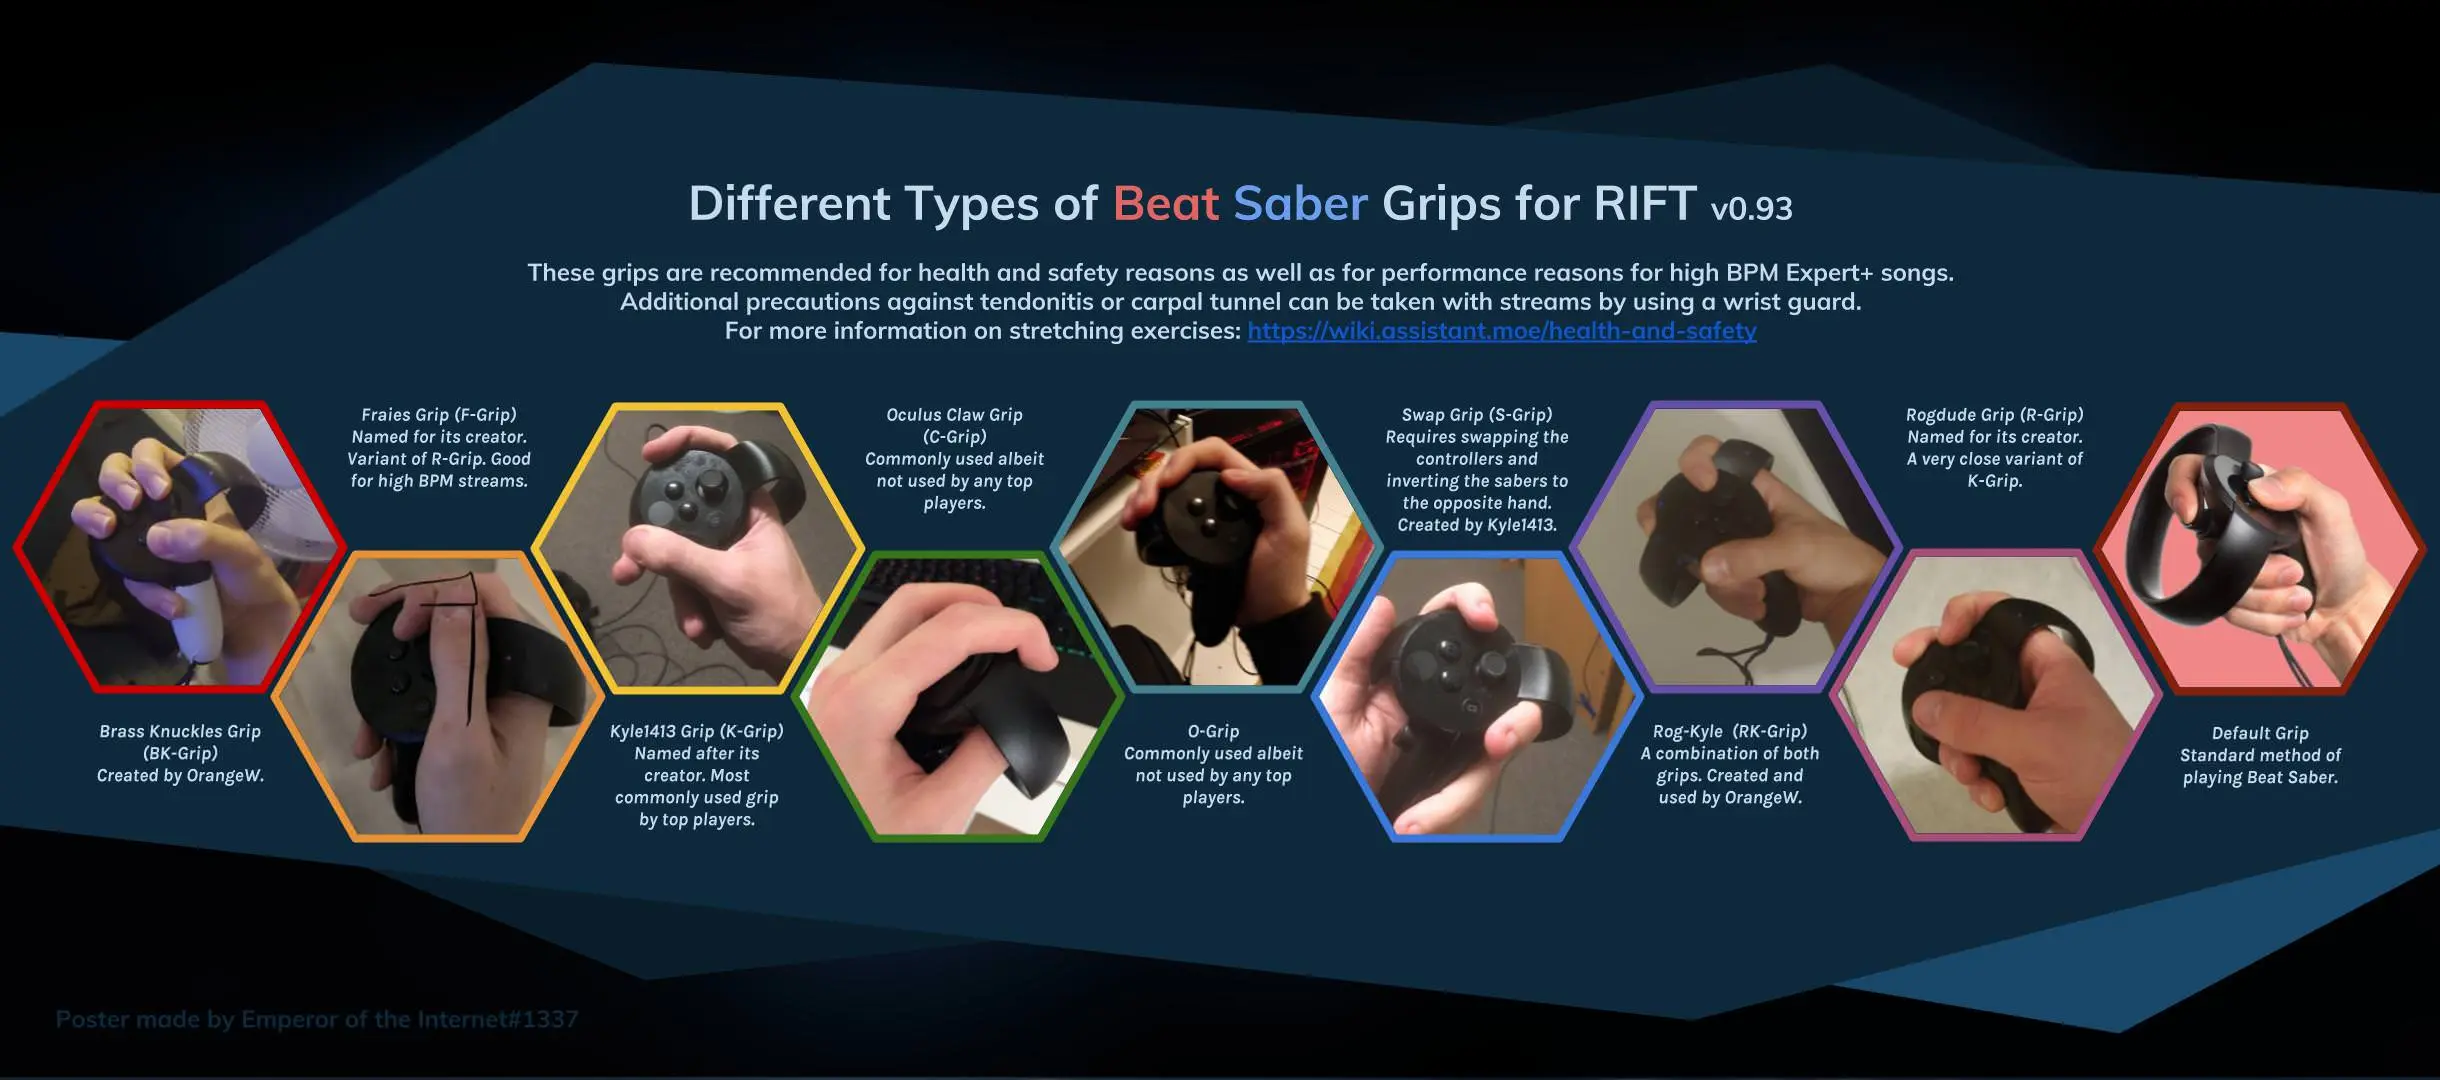 Different Types of Beat Saber Grips for RIFT v0.93
These grips are recommended for health and safety reasons as well as for performance reasons for high BPM Expert+ songs.
Additional precautions against tendonitis or carpal tunnel can be taken with streams by using a wrist guard.
For more information on stretching exercises: https://wiki.assistant.moe/health-and-safety
Fraies Grip (F-Grip)
Named for its creator.
Variant of R-Grip. Good
for high BPM streams.
Oculus Claw Grip
(C-Grip)
Commonly used albeit
not used by any top
players.
Swap Grip (S-Grip)
Requires swapping the
controllers and
inverting the sabers to
the opposite hand.
Created by Kyle1413.
Rogdude Grip (R-Grip)
Named for its creator.
A very close variant of
K-Grip.
Brass Knuckles Grip
(BK-Grip)
Created by OrangeW.
Kyle1413 Grip (K-Grip)
Named after its
creator. Most
commonly used grip
by top players.
O-Grip
Commonly used albeit
not used by any top
players.
Rog-Kyle (RK-Grip)
A combination of both
grips. Created and
used by OrangeW.
Default Grip
Standard method of
playing Beat Saber.
Poster made by Emperor of the Internet#1337